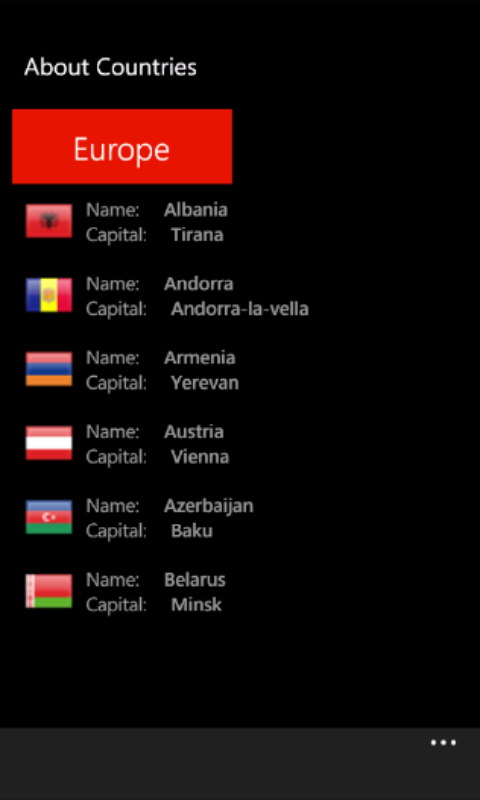 About Countries
Europe
Name: Albania
Capital: Tirana
Name: Andorra
Capital: Andorra-la-vella
Name: Armenia
Capital: Yerevan
Name: Austria
Capital: Vienna
Name: Azerbaijan
Capital: Baku
Name: Belarus
Capital: Minsk